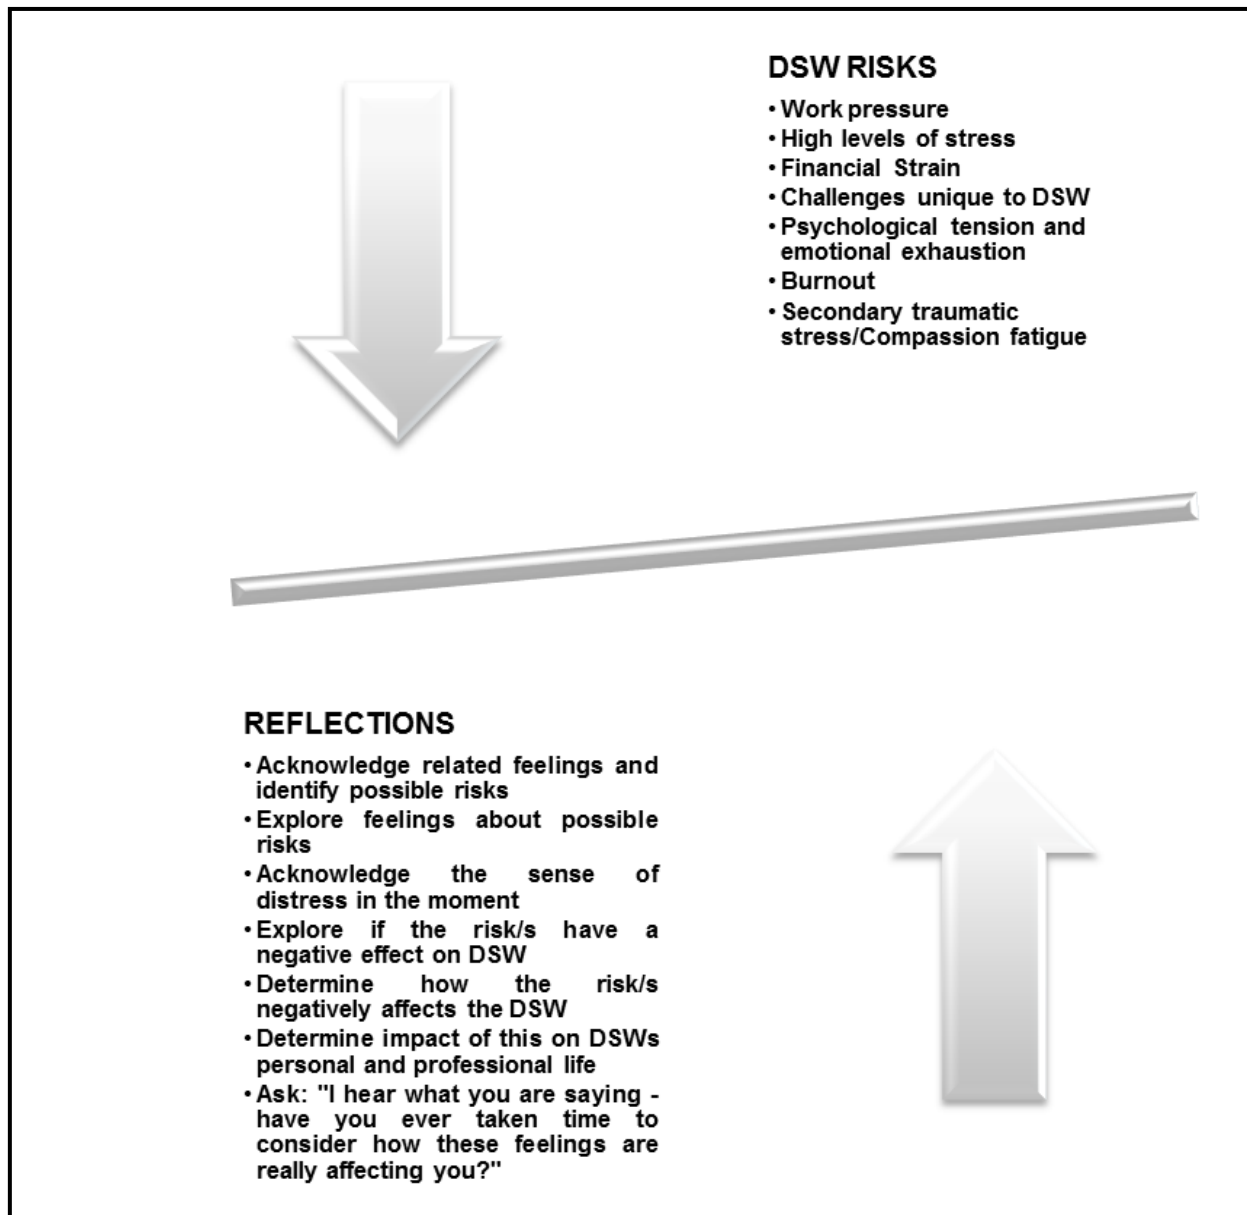 DSW RISKS
• Work pressure
• High levels of stress
• Financial Strain
• Challenges unique to DSW
• Psychological tension and
emotional exhaustion
• Burnout
• Secondary traumatic
stress/Compassion fatigue
REFLECTIONS
• Acknowledge related feelings and
identify possible risks
• Explore feelings about possible
risks
• Acknowledge the sense of
distress in the moment
• Explore if the risk/s have a
negative effect on DSW
• Determine how the risk/s
negatively affects the DSW
• Determine impact of this on DSWs
personal and professional life
• Ask: "I hear what you are saying -
have you ever taken time to
consider how these feelings are
really affecting you?"